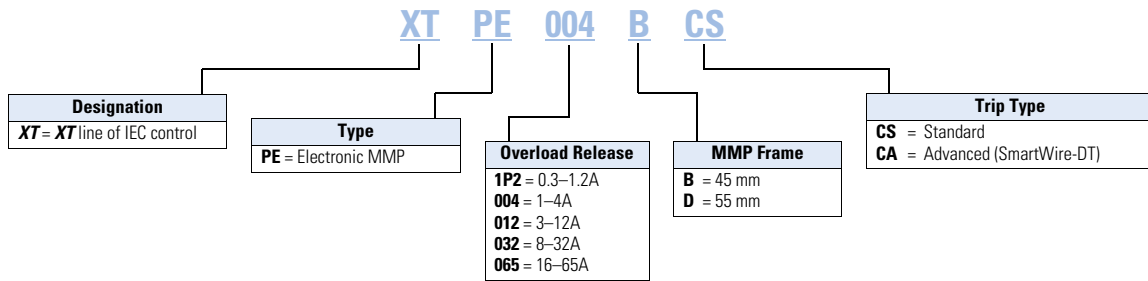 XT PE 004 B CS
Designation
XT = XT line of IEC control
Type
PE = Electronic MMP
Overload Release
1P2 = 0.3–1.2A
004 = 1–4A
012 = 3–12A
032 = 8–32A
065 = 16–65A
MMP Frame
B = 45 mm
D = 55 mm
Trip Type
CS = Standard
CA = Advanced (SmartWire-DT)